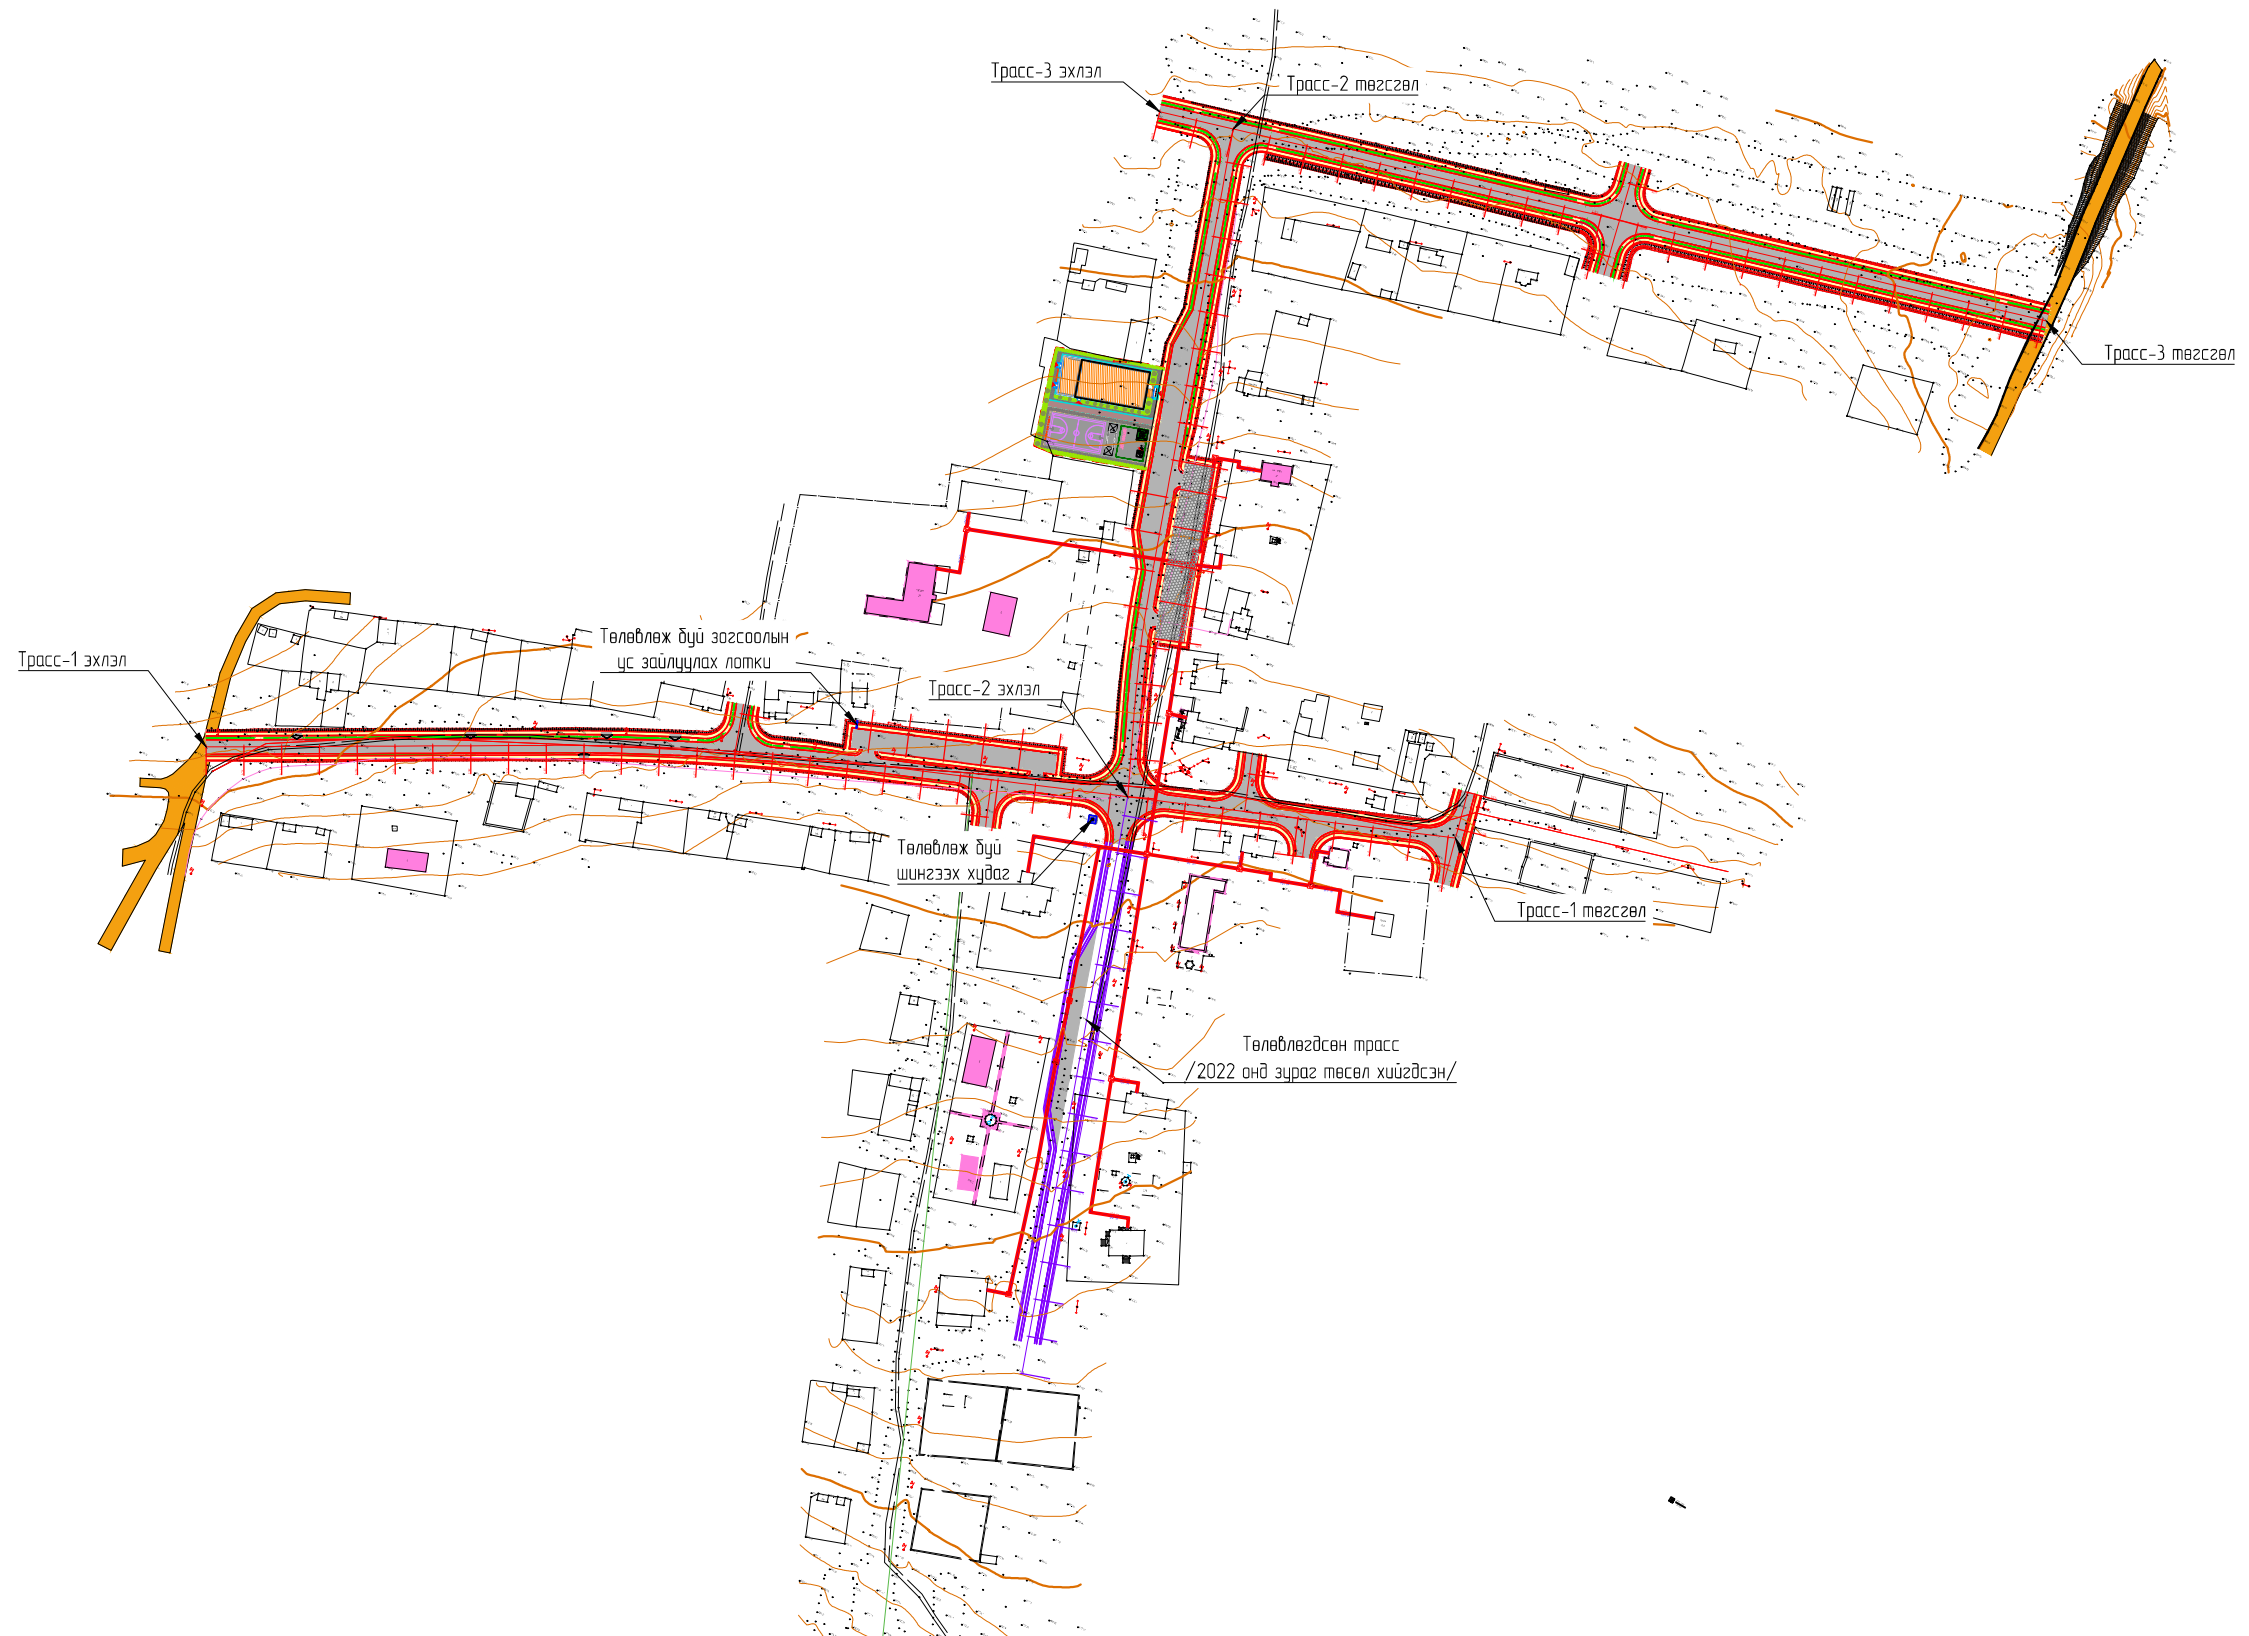 Трасс-3 эхлэл
Трасс-2 төгсгөл
Трасс-3 төгсгөл
Төлөвлөж буй зогсоолын
ус зайлуулах лотки
Трасс-1 эхлэл
Трасс-2 эхлэл
Төлөвлөж буй
шингээх худаг
Трасс-1 төгсгөл
Төлөвлөгдсөн трасс
/2022 онд зураг төсөл хийгдсэн/